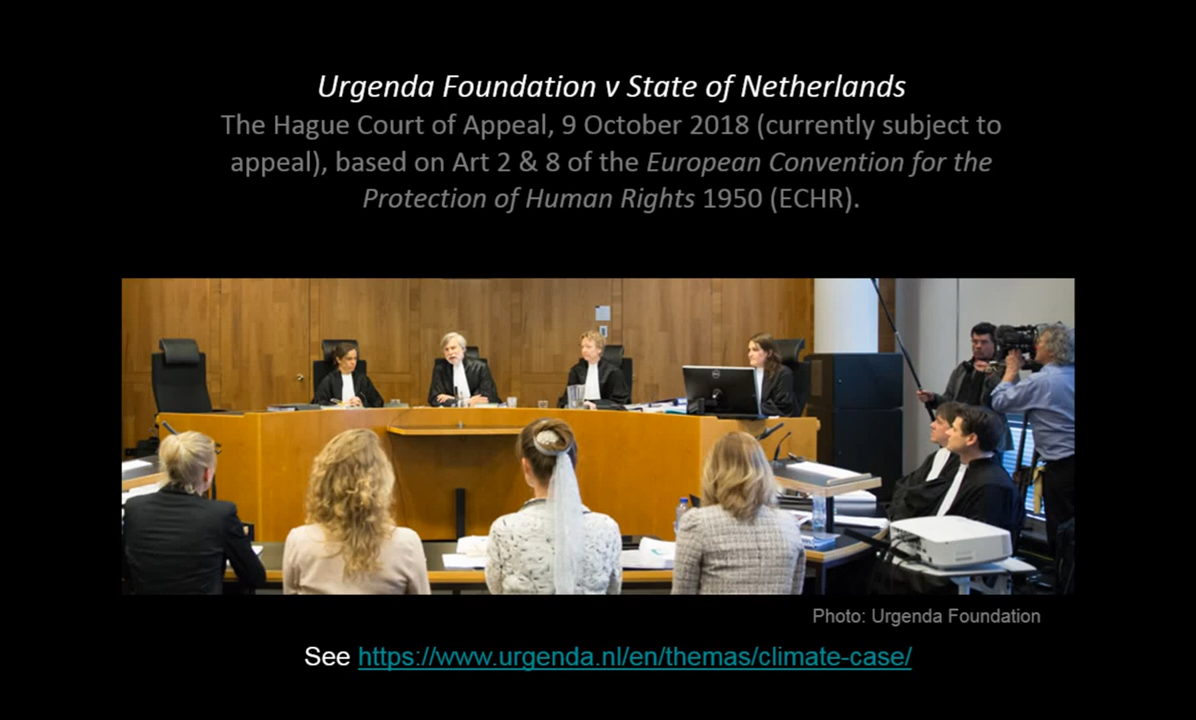 Urgenda Foundation v State of Netherlands
The Hague Court of Appeal, 9 October 2018 (currently subject to
appeal), based on Art 2 & 8 of the European Convention for the
Protection of Human Rights 1950 (ECHR).
Photo: Urgenda Foundation
See https://www.urgenda.nl/en/themas/climate-case/